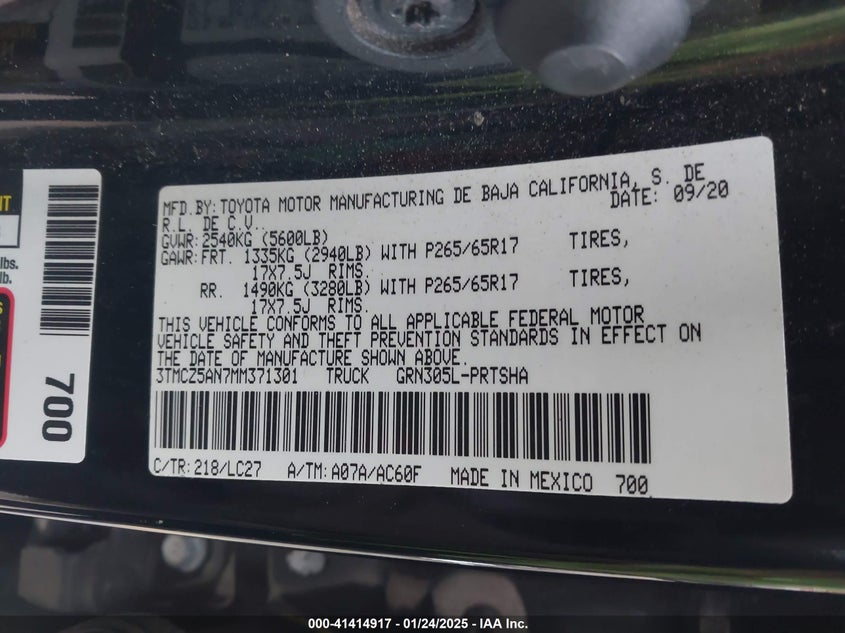 MFD.BY: TOYOTA MOTOR MANUFACTURING DE BAJA CALIFORNIA, S. DE
R.L. DE C.V. DATE: 09/20
GVWR: 2540KG (5600LB)
GAWR: FRT. 1335KG (2940LB) WITH P265/65R17 TIRES,
17X7.5J RIMS.
RR. 1490KG (3280LB) WITH P265/65R17 TIRES,
17X7.5J RIMS.
THIS VEHICLE CONFORMS TO ALL APPLICABLE FEDERAL MOTOR
VEHICLE SAFETY AND THEFT PREVENTION STANDARDS IN EFFECT ON
THE DATE OF MANUFACTURE SHOWN ABOVE.
3TMCZ5AN7MM371301 TRUCK GRN305L-PRTSHA
C/TR: 218/LC27 A/TM: A07A/AC60F MADE IN MEXICO 700
lbs.
lb.
700
000-41414917 - 01/24/2025 - IAA Inc.